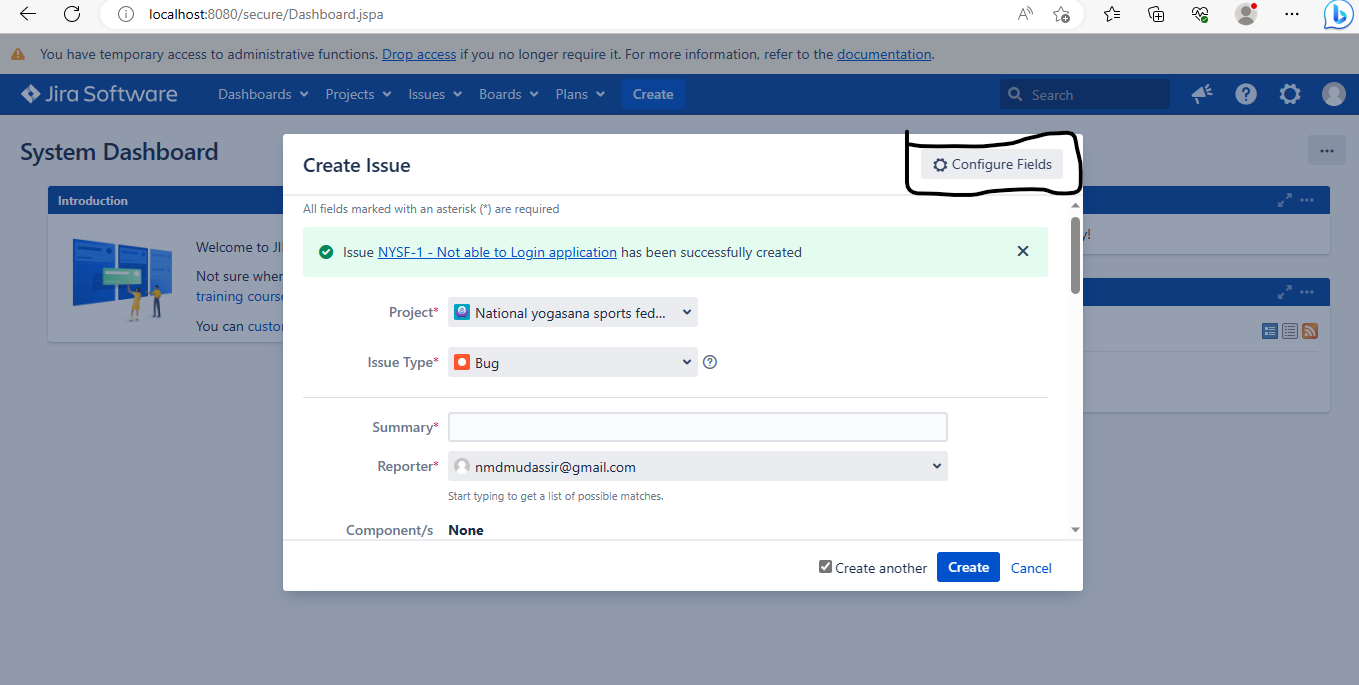 localhost:8080/secure/Dashboard.jspa
You have temporary access to administrative functions. Drop access if you no longer require it. For more information, refer to the documentation.
Jira Software Dashboards Projects Issues Boards Plans Create Search
System Dashboard
Create Issue Configure Fields
Introduction
All fields marked with an asterisk (*) are required
Welcome to
Not sure
training
You can
Issue NYSF-1 - Not able to Login application has been successfully created
Project* National yogasana sports fed...
Issue Type* Bug
Summary*
Reporter* nmdmudassir@gmail.com
Start typing to get a list of possible matches.
Component/s None
Create another Create Cancel